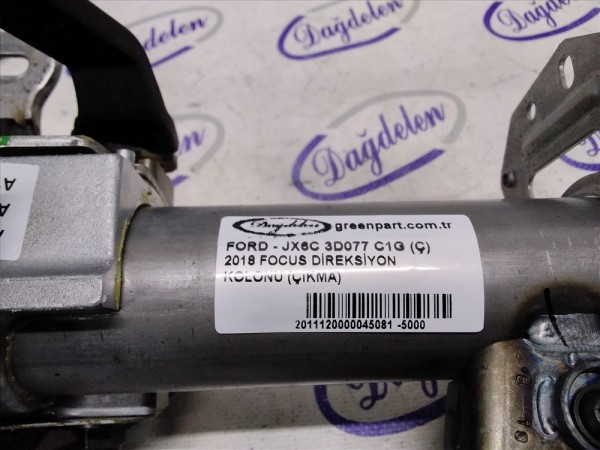 Dağdelen
Dağdelen
Dağdelen
Dağdelen greenpart.com.tr
FORD - JX6C 3D077 C1G (Ç)
2018 FOCUS DİREKSİYON
KOLONU (ÇIKMA)
2011120000045081 -5000
Dağdelen